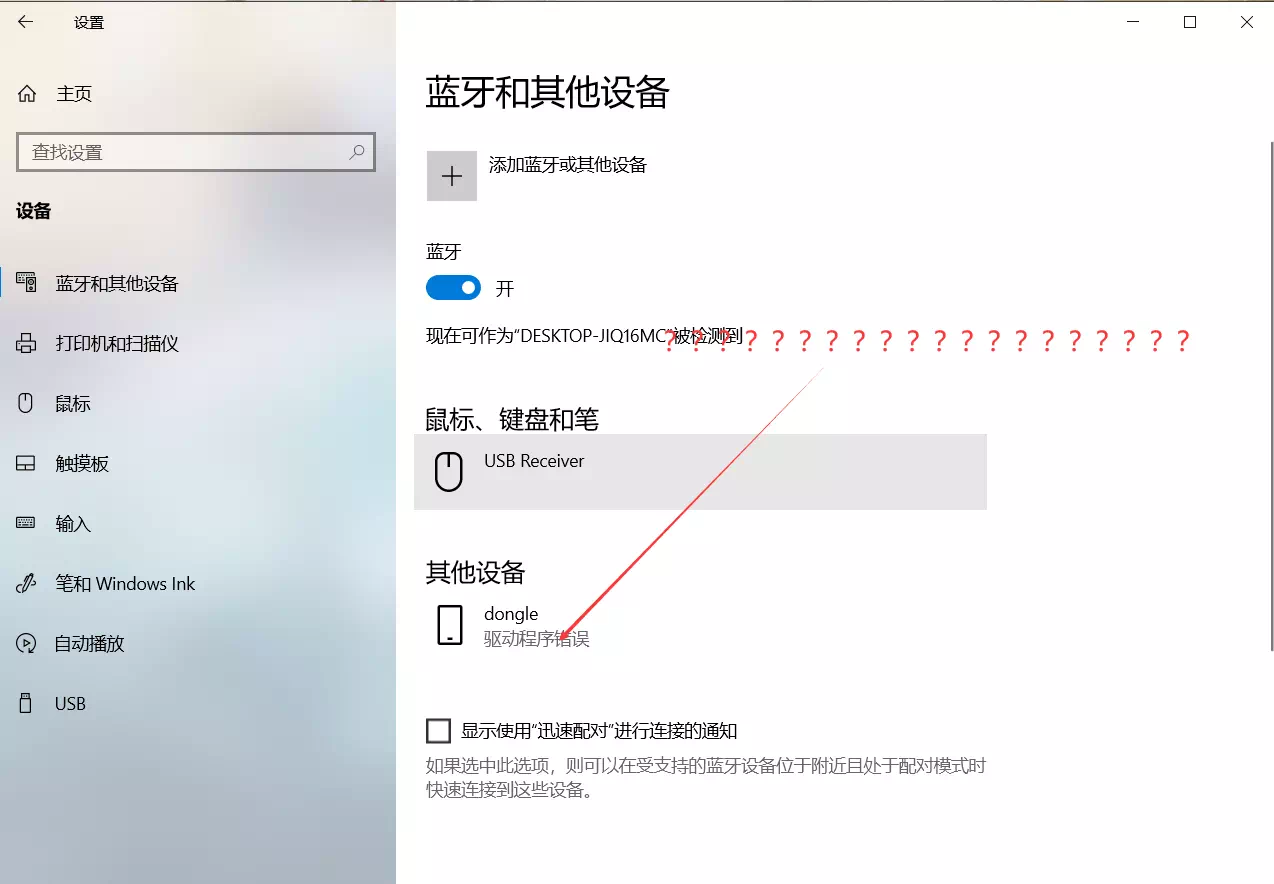 设置
主页
查找设置
设备
蓝牙和其他设备
打印机和扫描仪
鼠标
触摸板
输入
笔和 Windows Ink
自动播放
USB
蓝牙和其他设备
添加蓝牙或其他设备
蓝牙
开
现在可作为“DESKTOP-JIQ16MC”被检测到
？？？？？？？？？？？？？？？？？？？？
鼠标、键盘和笔
USB Receiver
其他设备
dongle
驱动程序错误
显示使用“迅速配对”进行连接的通知
如果选中此选项，则可以在受支持的蓝牙设备位于附近且处于配对模式时
快速连接到这些设备。